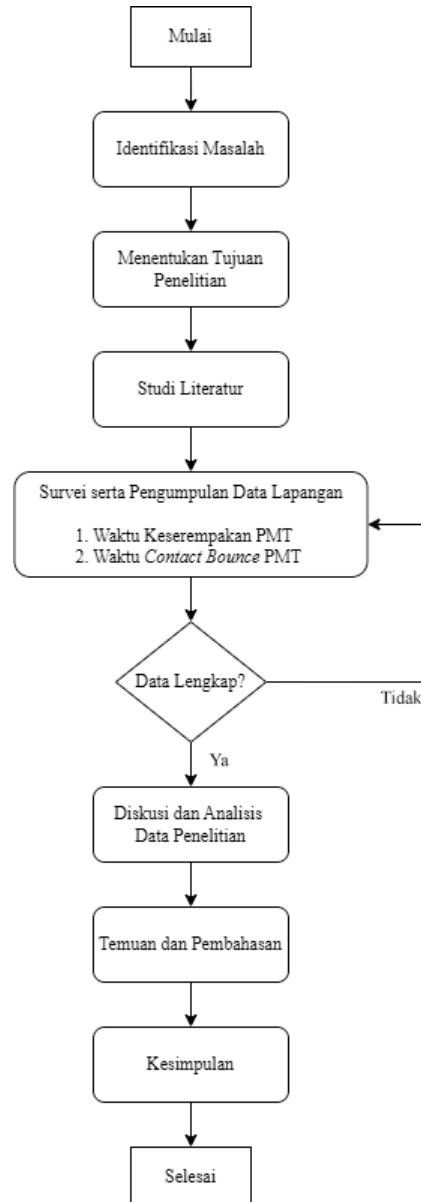 Mulai
Identifikasi Masalah
Menentukan Tujuan
Penelitian
Studi Literatur
Survei serta Pengumpulan Data Lapangan
1. Waktu Keserempakan PMT
2. Waktu Contact Bounce PMT
Data Lengkap?
Tidak
Ya
Diskusi dan Analisis
Data Penelitian
Temuan dan Pembahasan
Kesimpulan
Selesai